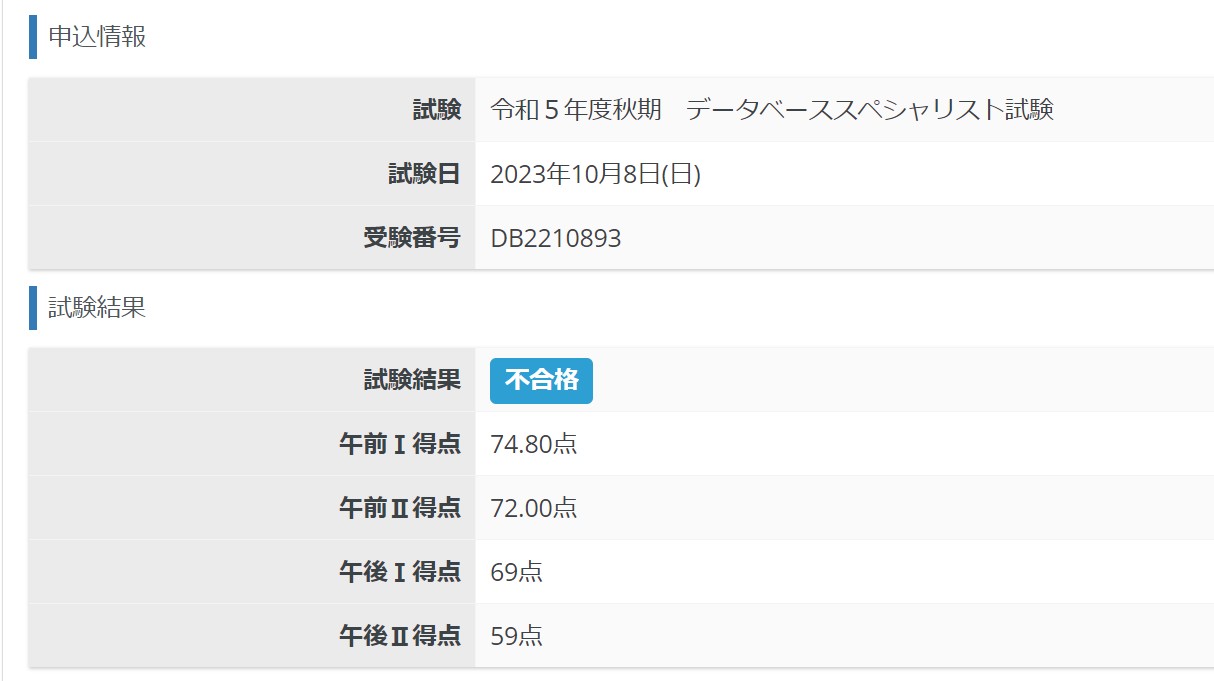 申込情報
試験 令和５年度秋期　データベーススペシャリスト試験
試験日 2023年10月8日(日)
受験番号 DB2210893
試験結果
試験結果 不合格
午前Ⅰ得点 74.80点
午前Ⅱ得点 72.00点
午後Ⅰ得点 69点
午後Ⅱ得点 59点